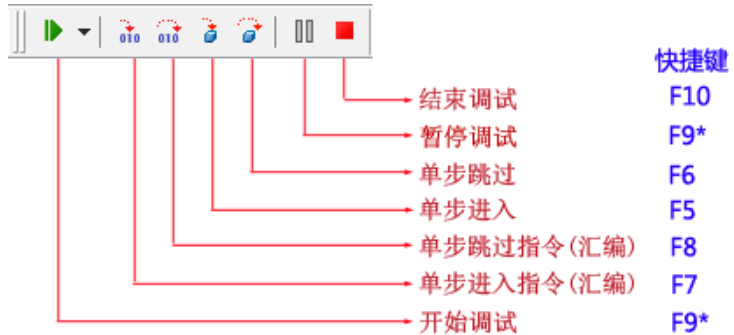 010 010
快捷键
结束调试 F10
暂停调试 F9*
单步跳过 F6
单步进入 F5
单步跳过指令(汇编) F8
单步进入指令(汇编) F7
开始调试 F9*